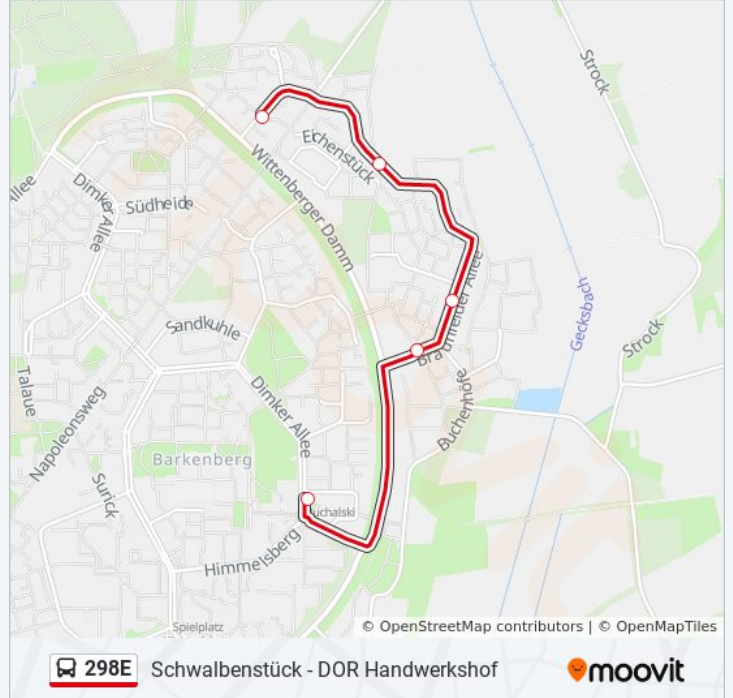 Strock
Eichenstück
Wittenberger Damm
Allee
Dimker Allee
Südheide
Braunfelder Allee
Gecksbach
Sandkuhle
Strock
Talaue
Napoleonsweg
Dimker Allee
Buchenhöfe
Barkenberg
Surick
uchalski
Himmelsberg
Spielplatz
© OpenStreetMap contributors | © OpenMapTiles
298E Schwalbenstück - DOR Handwerkshof
moovit